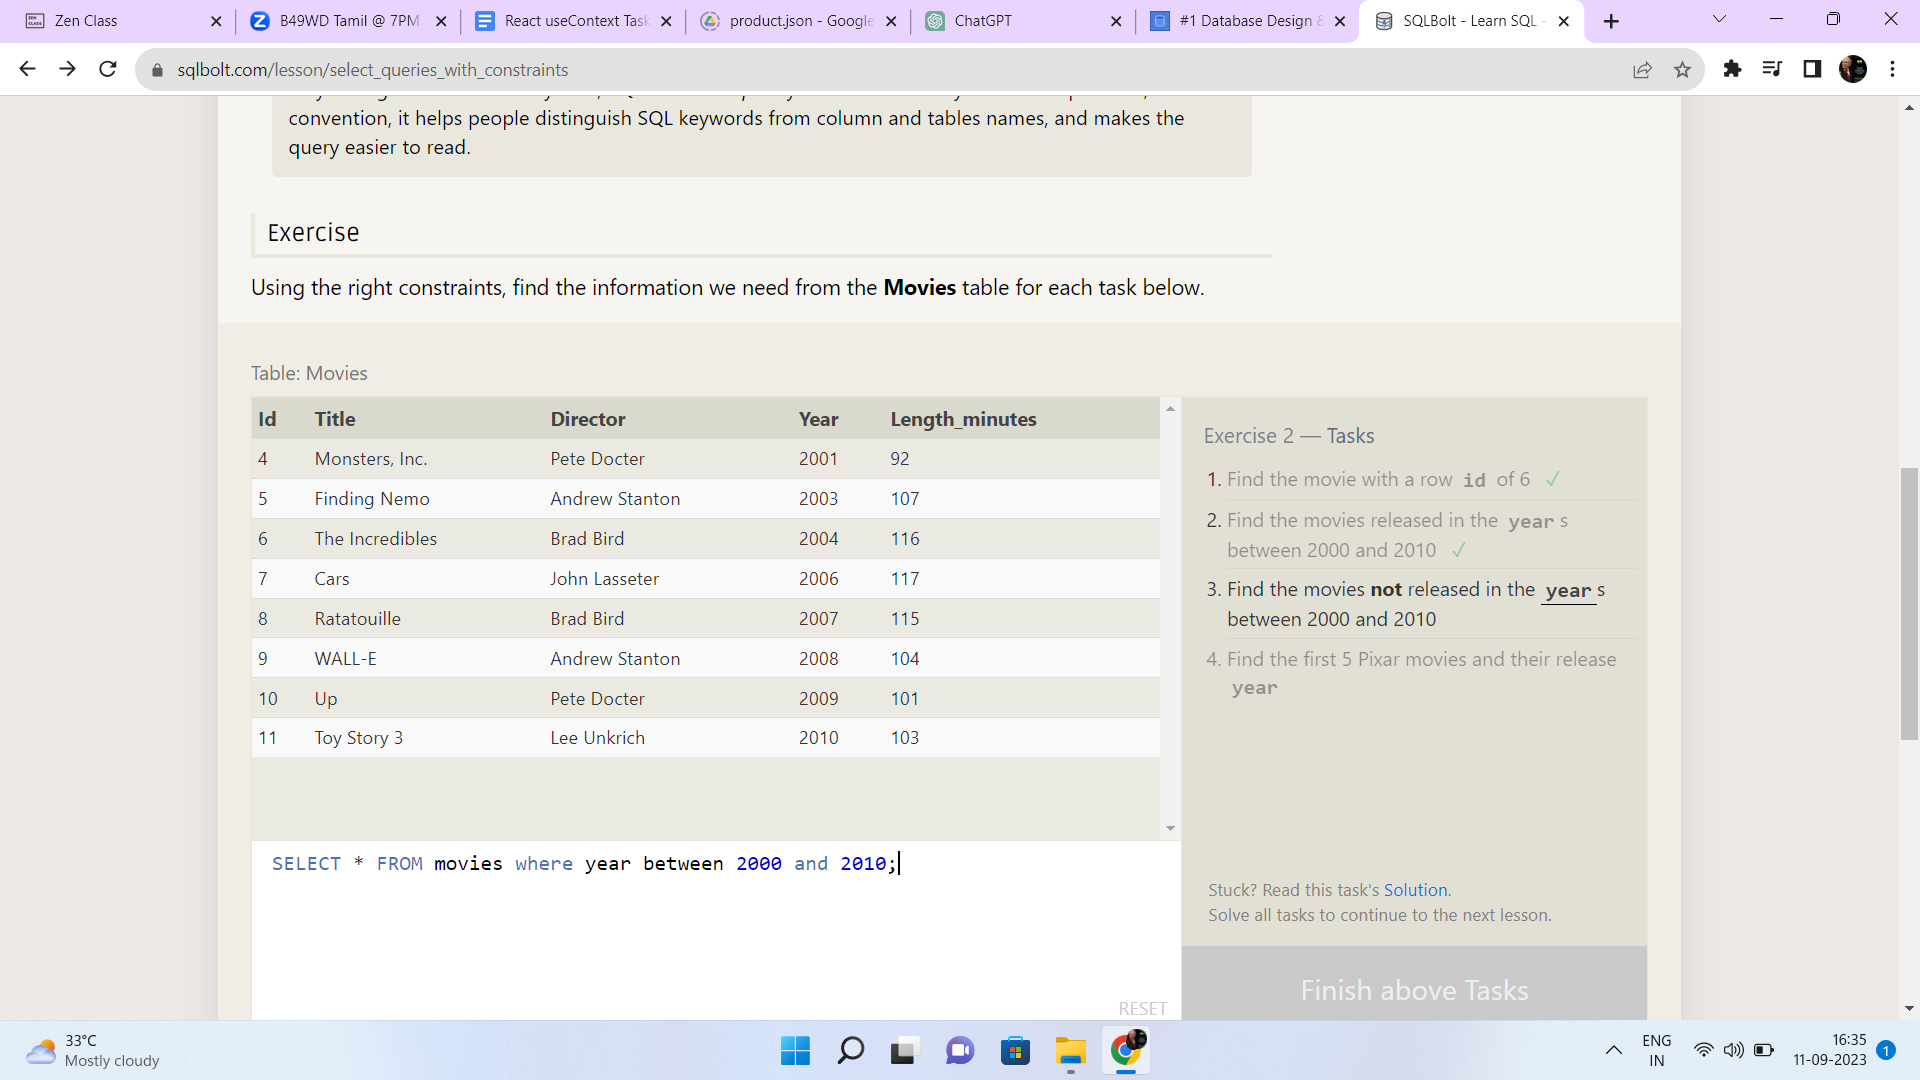 Zen Class
B49WD Tamil @ 7PM
React useContext Task
product.json - Google
ChatGPT
#1 Database Design &
SQLBolt - Learn SQL -
sqlbolt.com/lesson/select_queries_with_constraints
convention, it helps people distinguish SQL keywords from column and tables names, and makes the
query easier to read.
Exercise
Using the right constraints, find the information we need from the Movies table for each task below.
Table: Movies
Id Title Director Year Length_minutes
4 Monsters, Inc. Pete Docter 2001 92
5 Finding Nemo Andrew Stanton 2003 107
6 The Incredibles Brad Bird 2004 116
7 Cars John Lasseter 2006 117
8 Ratatouille Brad Bird 2007 115
9 WALL-E Andrew Stanton 2008 104
10 Up Pete Docter 2009 101
11 Toy Story 3 Lee Unkrich 2010 103
SELECT * FROM movies where year between 2000 and 2010;
RESET
Exercise 2 — Tasks
1. Find the movie with a row id of 6 ✓
2. Find the movies released in the year s
between 2000 and 2010 ✓
3. Find the movies not released in the year s
between 2000 and 2010
4. Find the first 5 Pixar movies and their release
year
Stuck? Read this task's Solution.
Solve all tasks to continue to the next lesson.
Finish above Tasks
33°C
Mostly cloudy
ENG
IN
16:35
11-09-2023
1